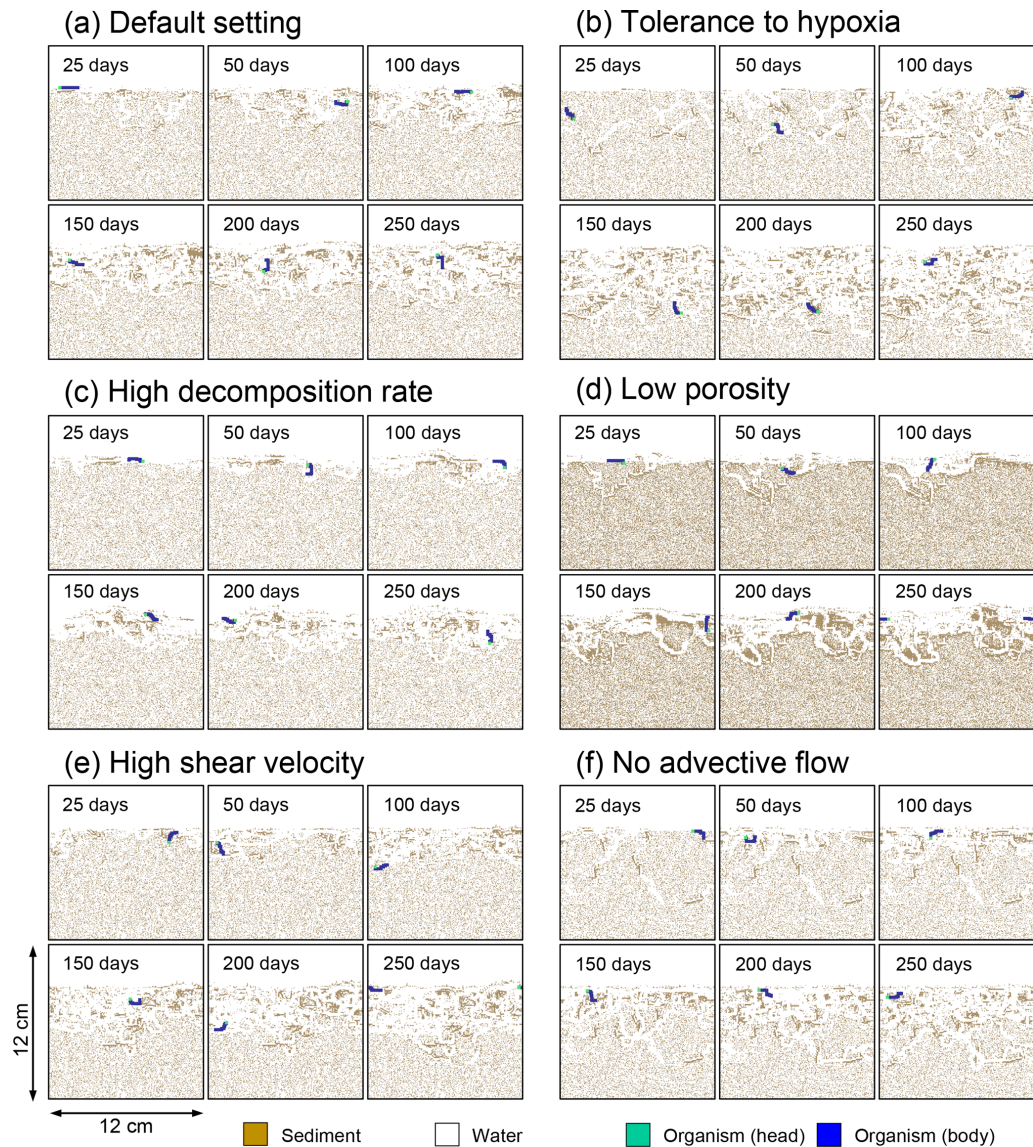 (a) Default setting
25 days
50 days
100 days
150 days
200 days
250 days
(b) Tolerance to hypoxia
25 days
50 days
100 days
150 days
200 days
250 days
(c) High decomposition rate
25 days
50 days
100 days
150 days
200 days
250 days
(d) Low porosity
25 days
50 days
100 days
150 days
200 days
250 days
(e) High shear velocity
25 days
50 days
100 days
150 days
200 days
250 days
(f) No advective flow
25 days
50 days
100 days
150 days
200 days
250 days
12 cm
12 cm
Sediment
Water
Organism (head)
Organism (body)